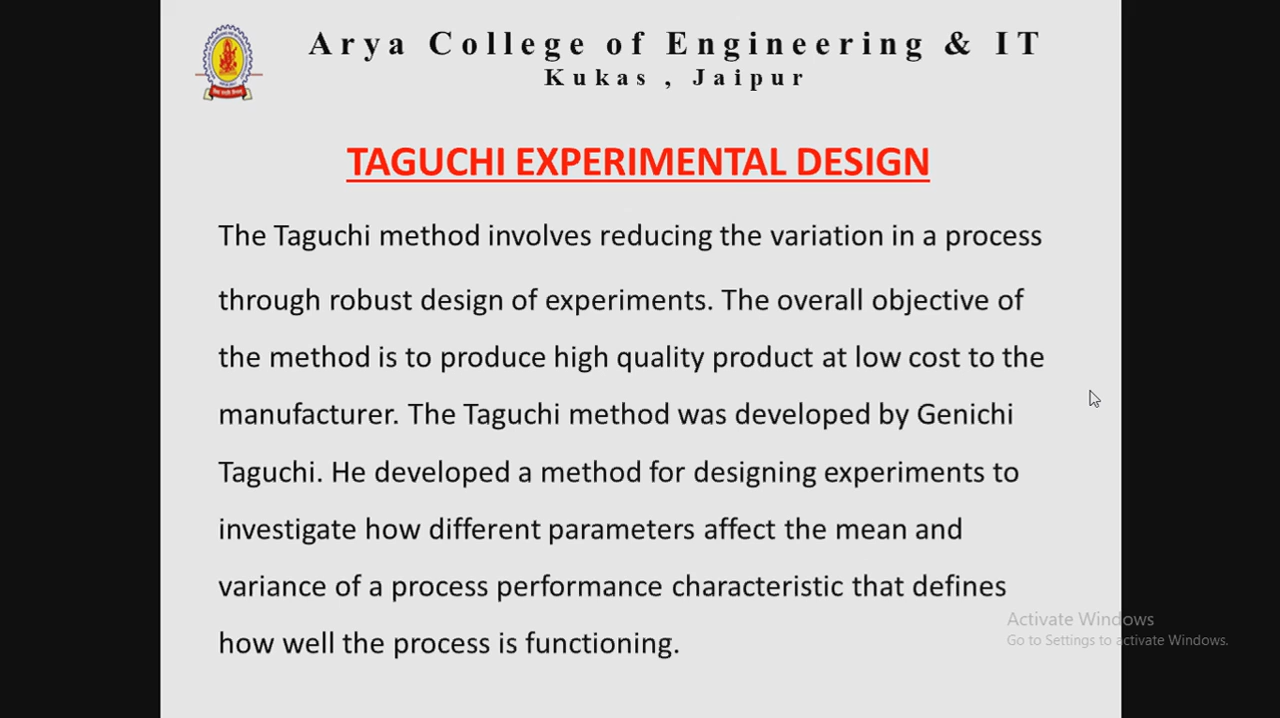 Arya College of Engineering & IT
Kukas , Jaipur
TAGUCHI EXPERIMENTAL DESIGN
The Taguchi method involves reducing the variation in a process
through robust design of experiments. The overall objective of
the method is to produce high quality product at low cost to the
manufacturer. The Taguchi method was developed by Genichi
Taguchi. He developed a method for designing experiments to
investigate how different parameters affect the mean and
variance of a process performance characteristic that defines
how well the process is functioning.
Activate Windows
Go to Settings to activate Windows.